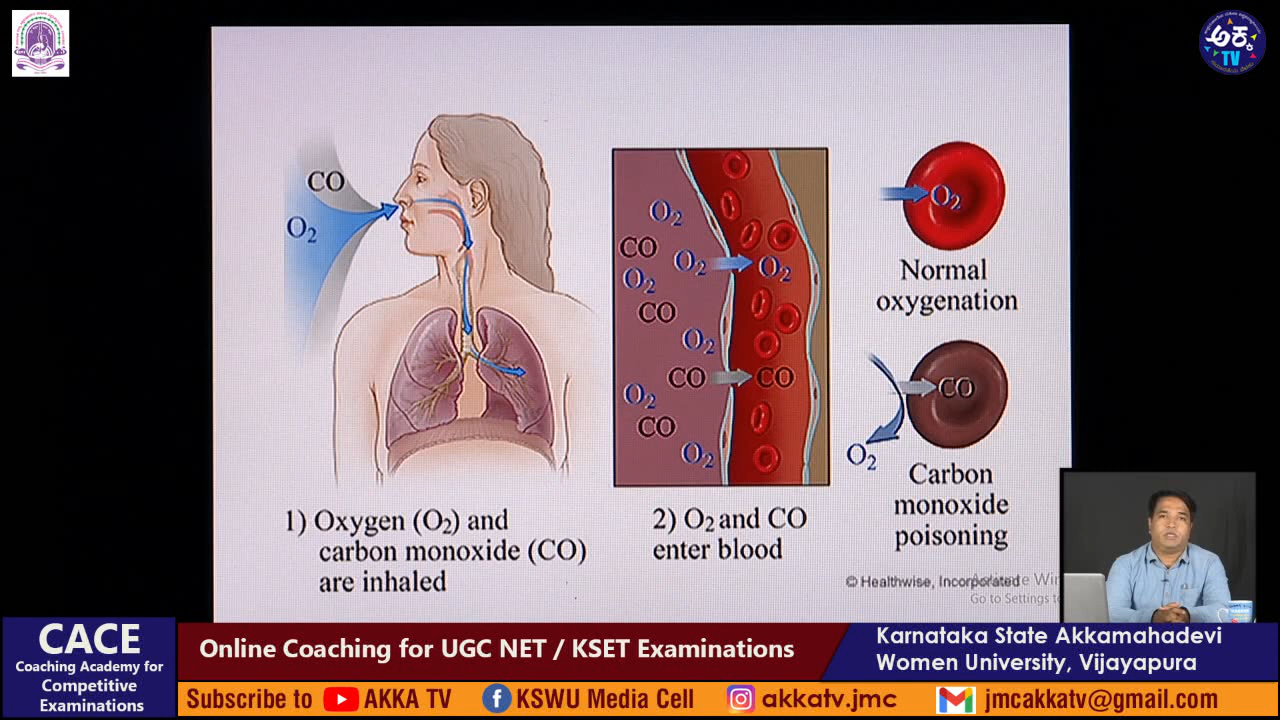 ಅಕ್ಕ
TV
CO
O₂
O₂
CO
O₂
O₂
O₂
CO
O₂
CO
CO
O₂
CO
O₂
O₂
Normal
oxygenation
CO
O₂
Carbon
monoxide
poisoning
1) Oxygen (O₂) and
carbon monoxide (CO)
are inhaled
2) O₂ and CO
enter blood
© Healthwise, Incorporated
Go to Settings
CACE
Coaching Academy for
Competitive
Examinations
Online Coaching for UGC NET / KSET Examinations
Karnataka State Akkamahadevi
Women University, Vijayapura
Subscribe to AKKA TV KSWU Media Cell akkatv.jmc jmcakkatv@gmail.com